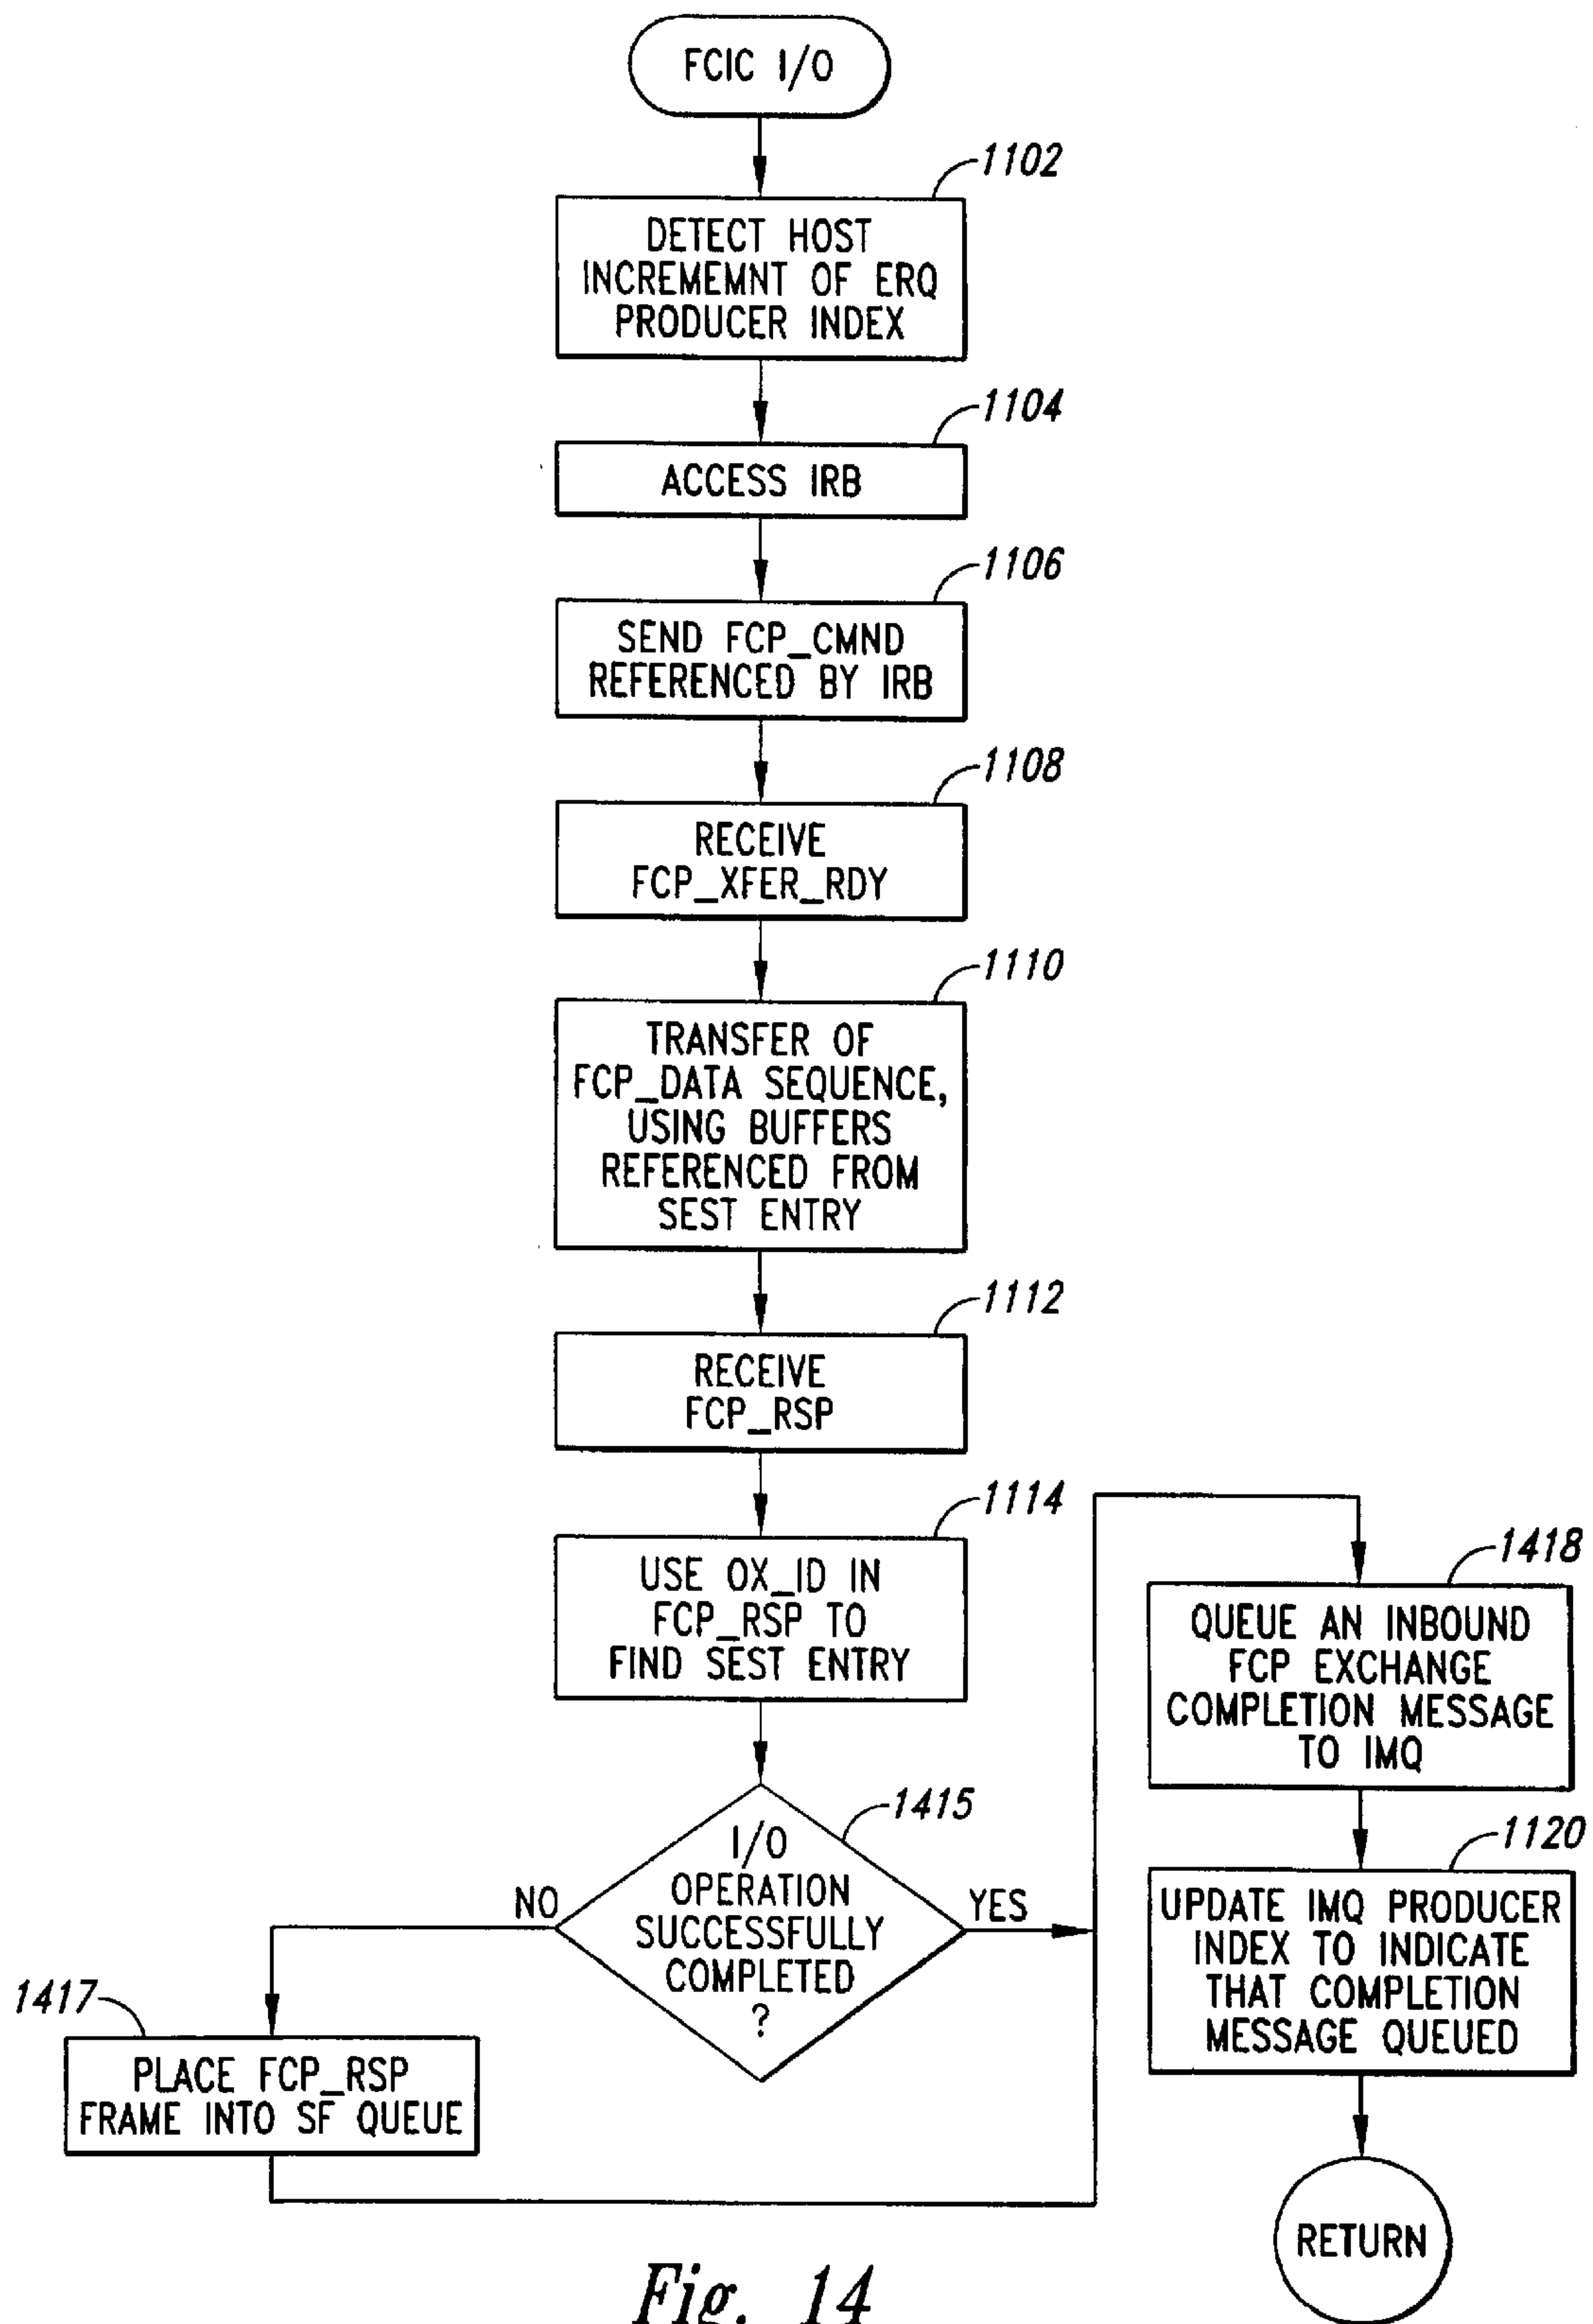 FCIC I/O
1102
DETECT HOST
INCREMEMNT OF ERQ
PRODUCER INDEX
1104
ACCESS IRB
1106
SEND FCP_CMND
REFERENCED BY IRB
1108
RECEIVE
FCP_XFER_RDY
1110
TRANSFER OF
FCP_DATA SEQUENCE,
USING BUFFERS
REFERENCED FROM
SEST ENTRY
1112
RECEIVE
FCP_RSP
1114
USE OX_ID IN
FCP_RSP TO
FIND SEST ENTRY
1415
I/O
OPERATION
SUCCESSFULLY
COMPLETED
?
NO
YES
1417
PLACE FCP_RSP
FRAME INTO SF QUEUE
1418
QUEUE AN INBOUND
FCP EXCHANGE
COMPLETION MESSAGE
TO IMQ
1120
UPDATE IMQ PRODUCER
INDEX TO INDICATE
THAT COMPLETION
MESSAGE QUEUED
RETURN
Fig. 14